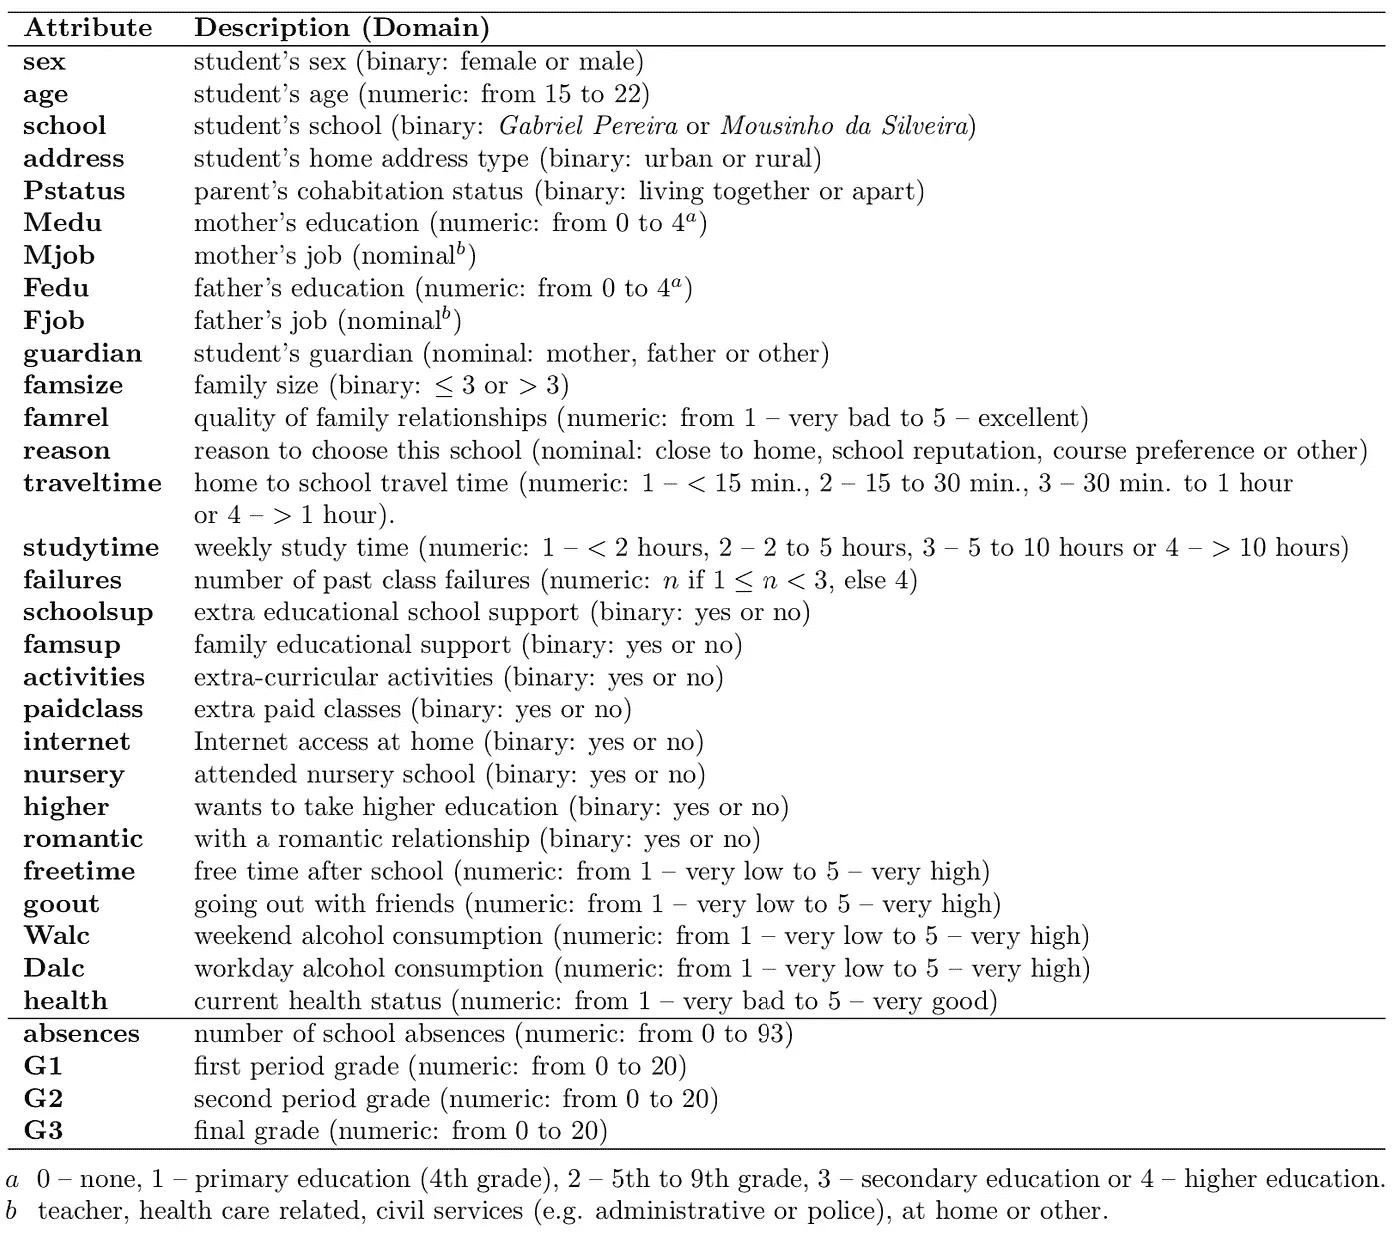 Attribute Description (Domain)
sex student's sex (binary: female or male)
age student's age (numeric: from 15 to 22)
school student's school (binary: Gabriel Pereira or Mousinho da Silveira)
address student's home address type (binary: urban or rural)
Pstatus parent's cohabitation status (binary: living together or apart)
Medu mother's education (numeric: from 0 to 4ᵃ)
Mjob mother's job (nominalᵇ)
Fedu father's education (numeric: from 0 to 4ᵃ)
Fjob father's job (nominalᵇ)
guardian student's guardian (nominal: mother, father or other)
famsize family size (binary: ≤ 3 or > 3)
famrel quality of family relationships (numeric: from 1 – very bad to 5 – excellent)
reason reason to choose this school (nominal: close to home, school reputation, course preference or other)
traveltime home to school travel time (numeric: 1 – < 15 min., 2 – 15 to 30 min., 3 – 30 min. to 1 hour
or 4 – > 1 hour).
studytime weekly study time (numeric: 1 – < 2 hours, 2 – 2 to 5 hours, 3 – 5 to 10 hours or 4 – > 10 hours)
failures number of past class failures (numeric: n if 1 ≤ n < 3, else 4)
schoolsup extra educational school support (binary: yes or no)
famsup family educational support (binary: yes or no)
activities extra-curricular activities (binary: yes or no)
paidclass extra paid classes (binary: yes or no)
internet Internet access at home (binary: yes or no)
nursery attended nursery school (binary: yes or no)
higher wants to take higher education (binary: yes or no)
romantic with a romantic relationship (binary: yes or no)
freetime free time after school (numeric: from 1 – very low to 5 – very high)
goout going out with friends (numeric: from 1 – very low to 5 – very high)
Walc weekend alcohol consumption (numeric: from 1 – very low to 5 – very high)
Dalc workday alcohol consumption (numeric: from 1 – very low to 5 – very high)
health current health status (numeric: from 1 – very bad to 5 – very good)
absences number of school absences (numeric: from 0 to 93)
G1 first period grade (numeric: from 0 to 20)
G2 second period grade (numeric: from 0 to 20)
G3 final grade (numeric: from 0 to 20)
a 0 – none, 1 – primary education (4th grade), 2 – 5th to 9th grade, 3 – secondary education or 4 – higher education.
b teacher, health care related, civil services (e.g. administrative or police), at home or other.